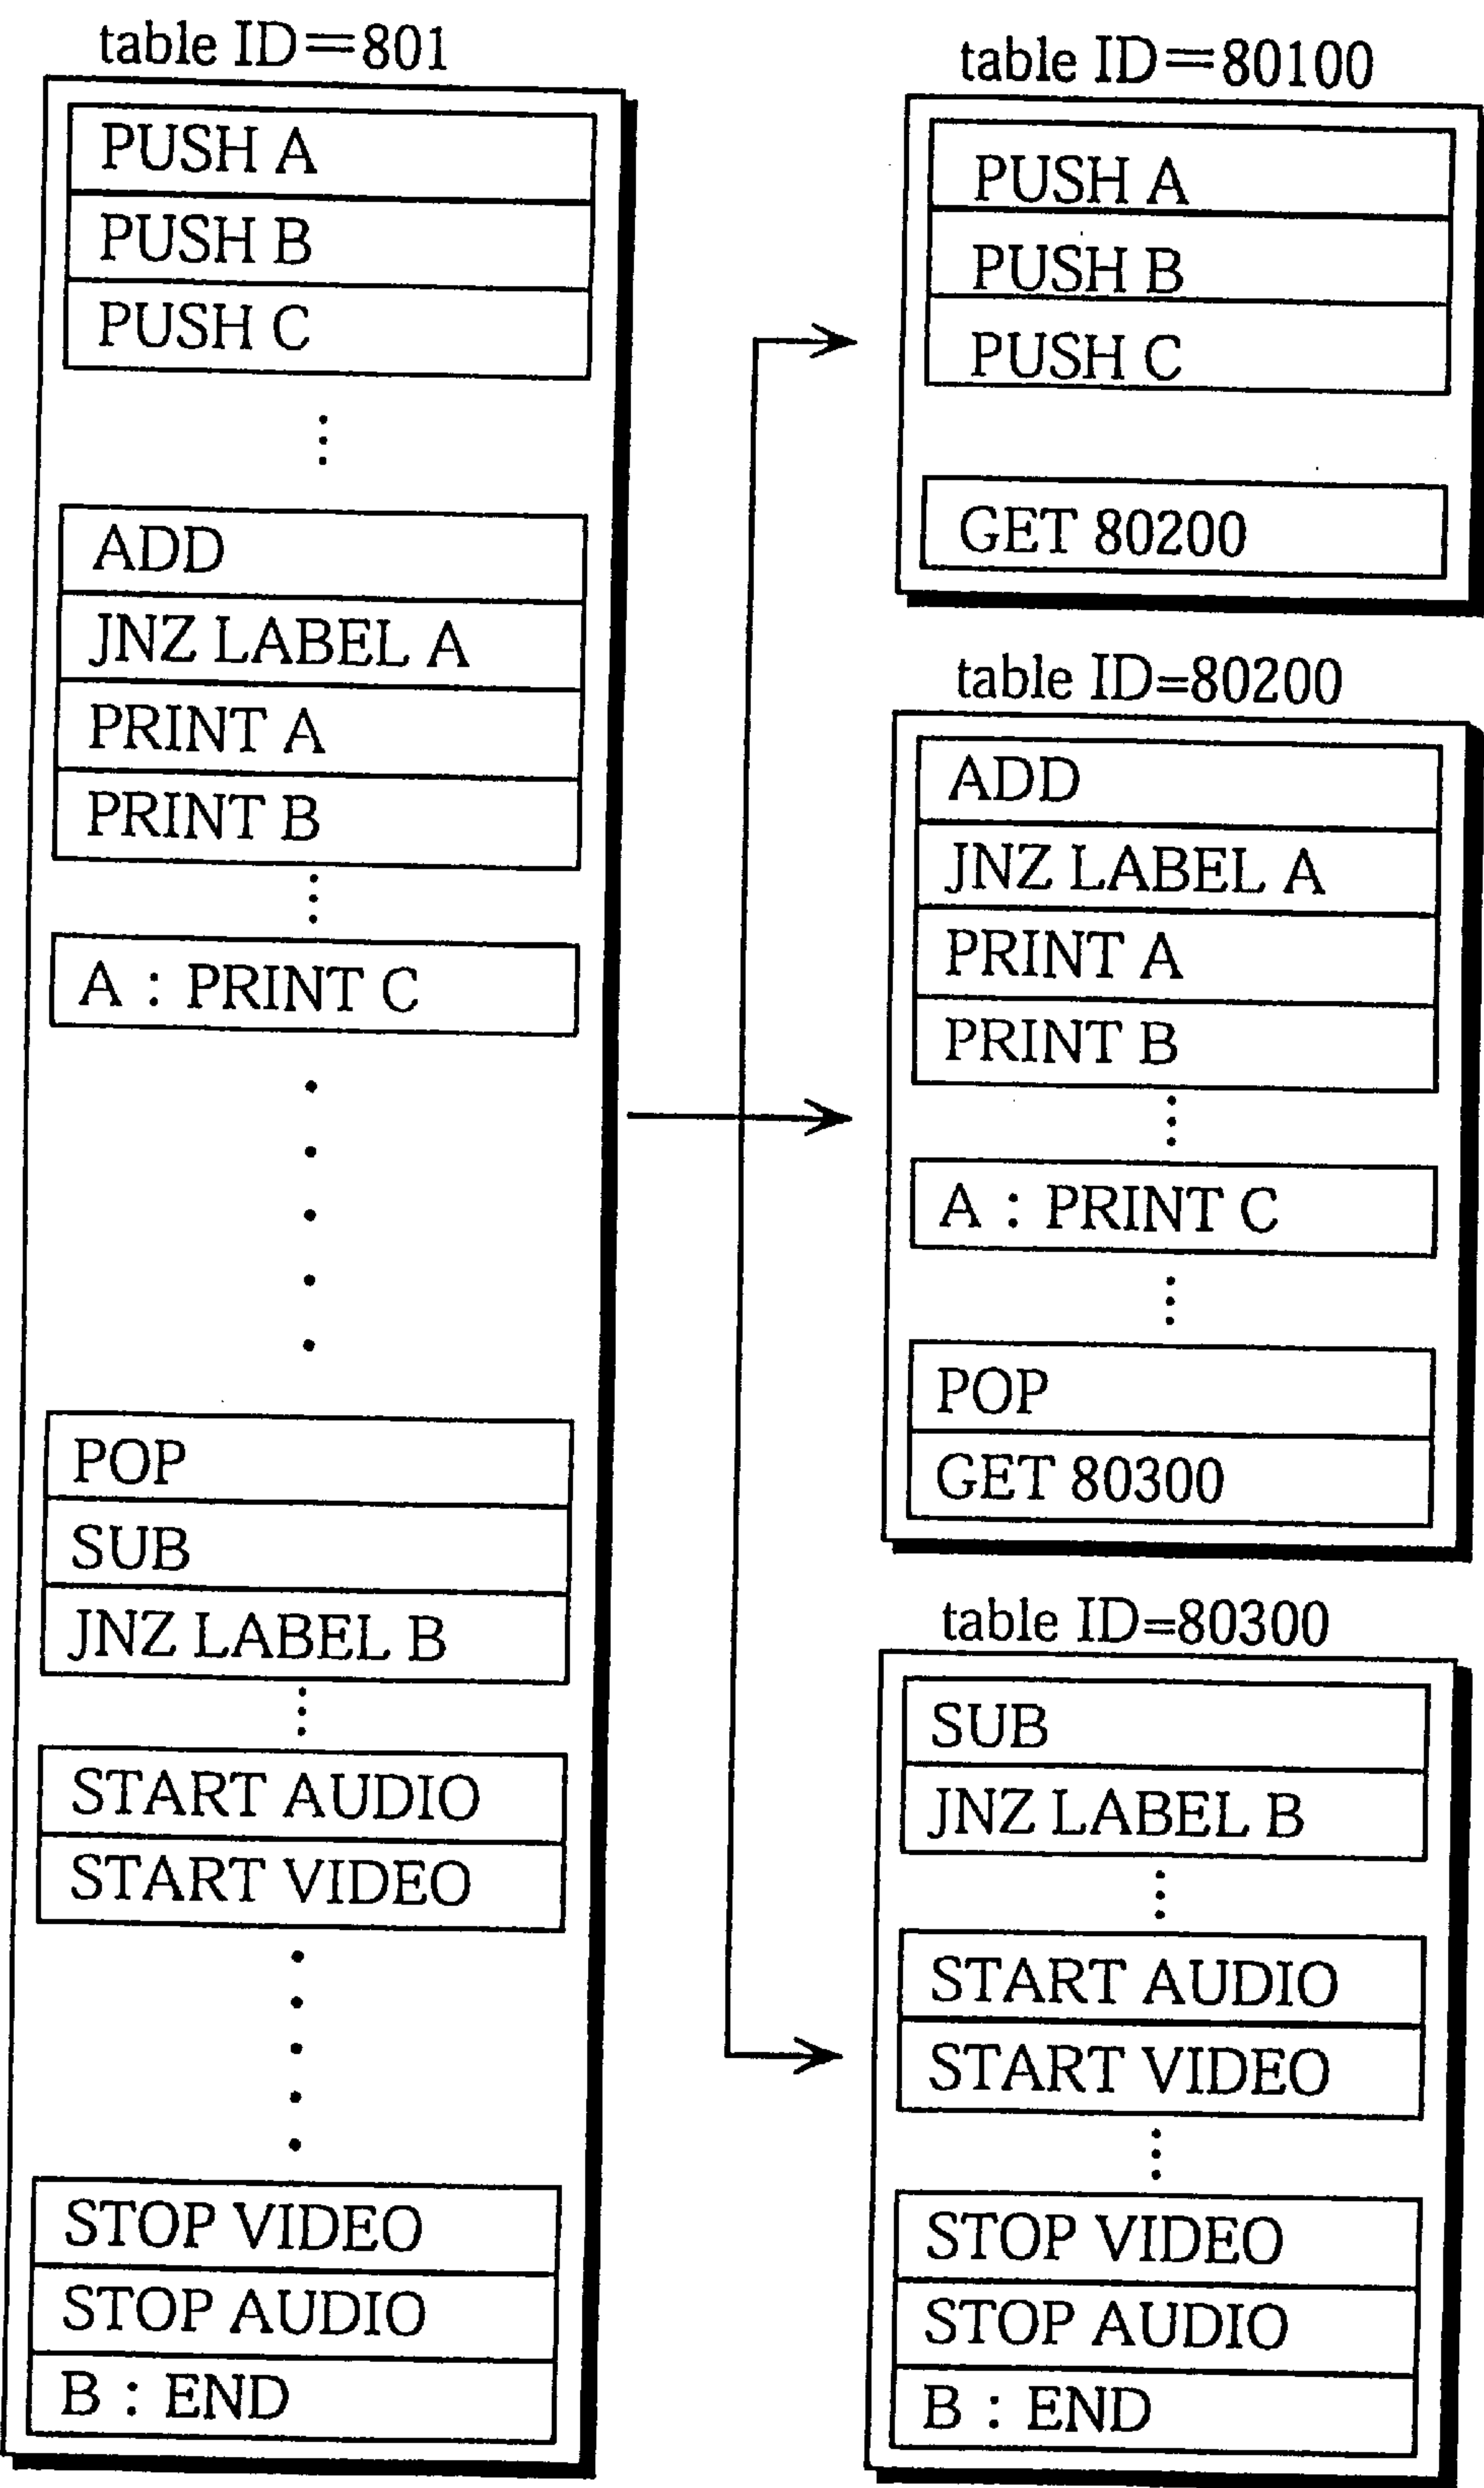 table ID=801
PUSH A
PUSH B
PUSH C
ADD
JNZ LABEL A
PRINT A
PRINT B
A : PRINT C
POP
SUB
JNZ LABEL B
START AUDIO
START VIDEO
STOP VIDEO
STOP AUDIO
B : END
table ID=80100
PUSH A
PUSH B
PUSH C
GET 80200
table ID=80200
ADD
JNZ LABEL A
PRINT A
PRINT B
A : PRINT C
POP
GET 80300
table ID=80300
SUB
JNZ LABEL B
START AUDIO
START VIDEO
STOP VIDEO
STOP AUDIO
B : END